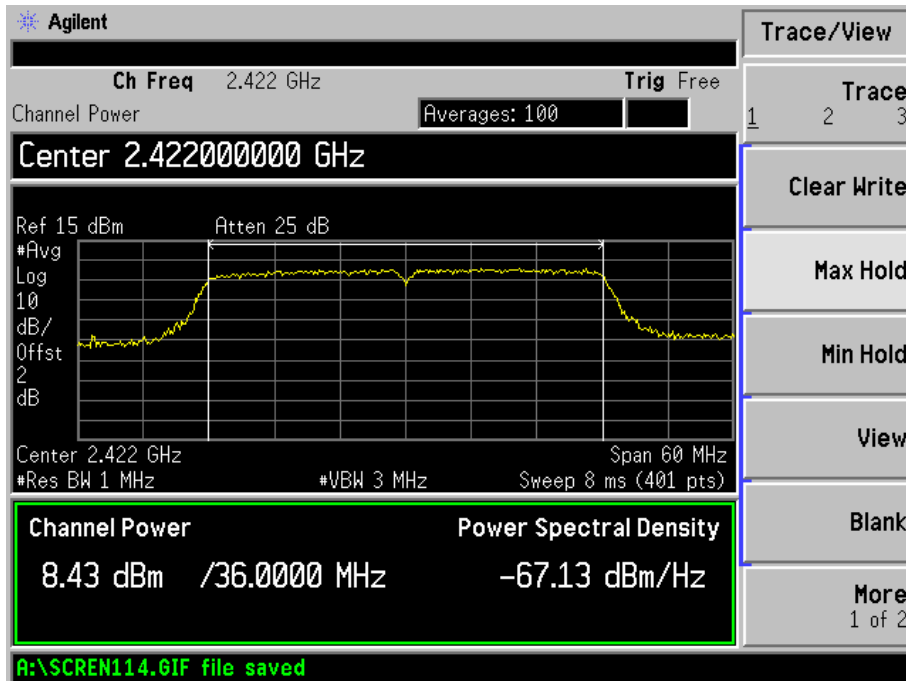 Agilent
Trace/View
Ch Freq 2.422 GHz Trig Free
Channel Power Averages: 100
Center 2.422000000 GHz
Ref 15 dBm Atten 25 dB
#Avg
Log
10
dB/
Offst
2
dB
Center 2.422 GHz Span 60 MHz
#Res BW 1 MHz #VBW 3 MHz Sweep 8 ms (401 pts)
Channel Power Power Spectral Density
8.43 dBm /36.0000 MHz -67.13 dBm/Hz
A:\SCREN114.GIF file saved
Trace
1 2 3
Clear Write
Max Hold
Min Hold
View
Blank
More
1 of 2